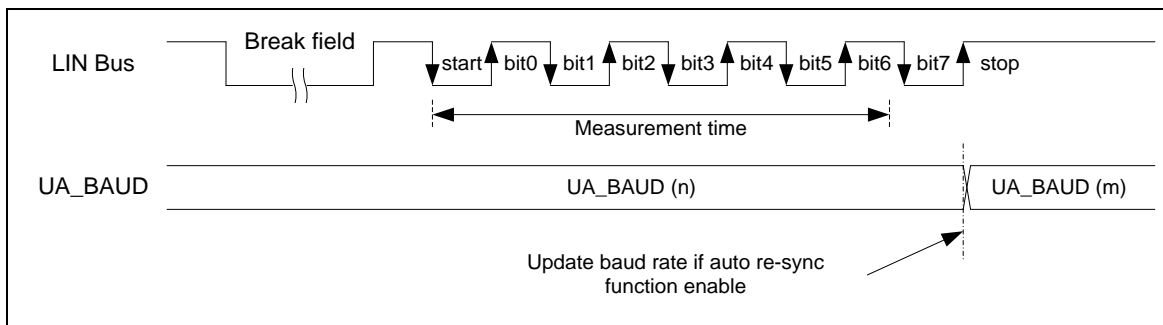 Break field
LIN Bus
start bit0 bit1 bit2 bit3 bit4 bit5 bit6 bit7 stop
Measurement time
UA_BAUD
UA_BAUD (n)
UA_BAUD (m)
Update baud rate if auto re-sync
function enable